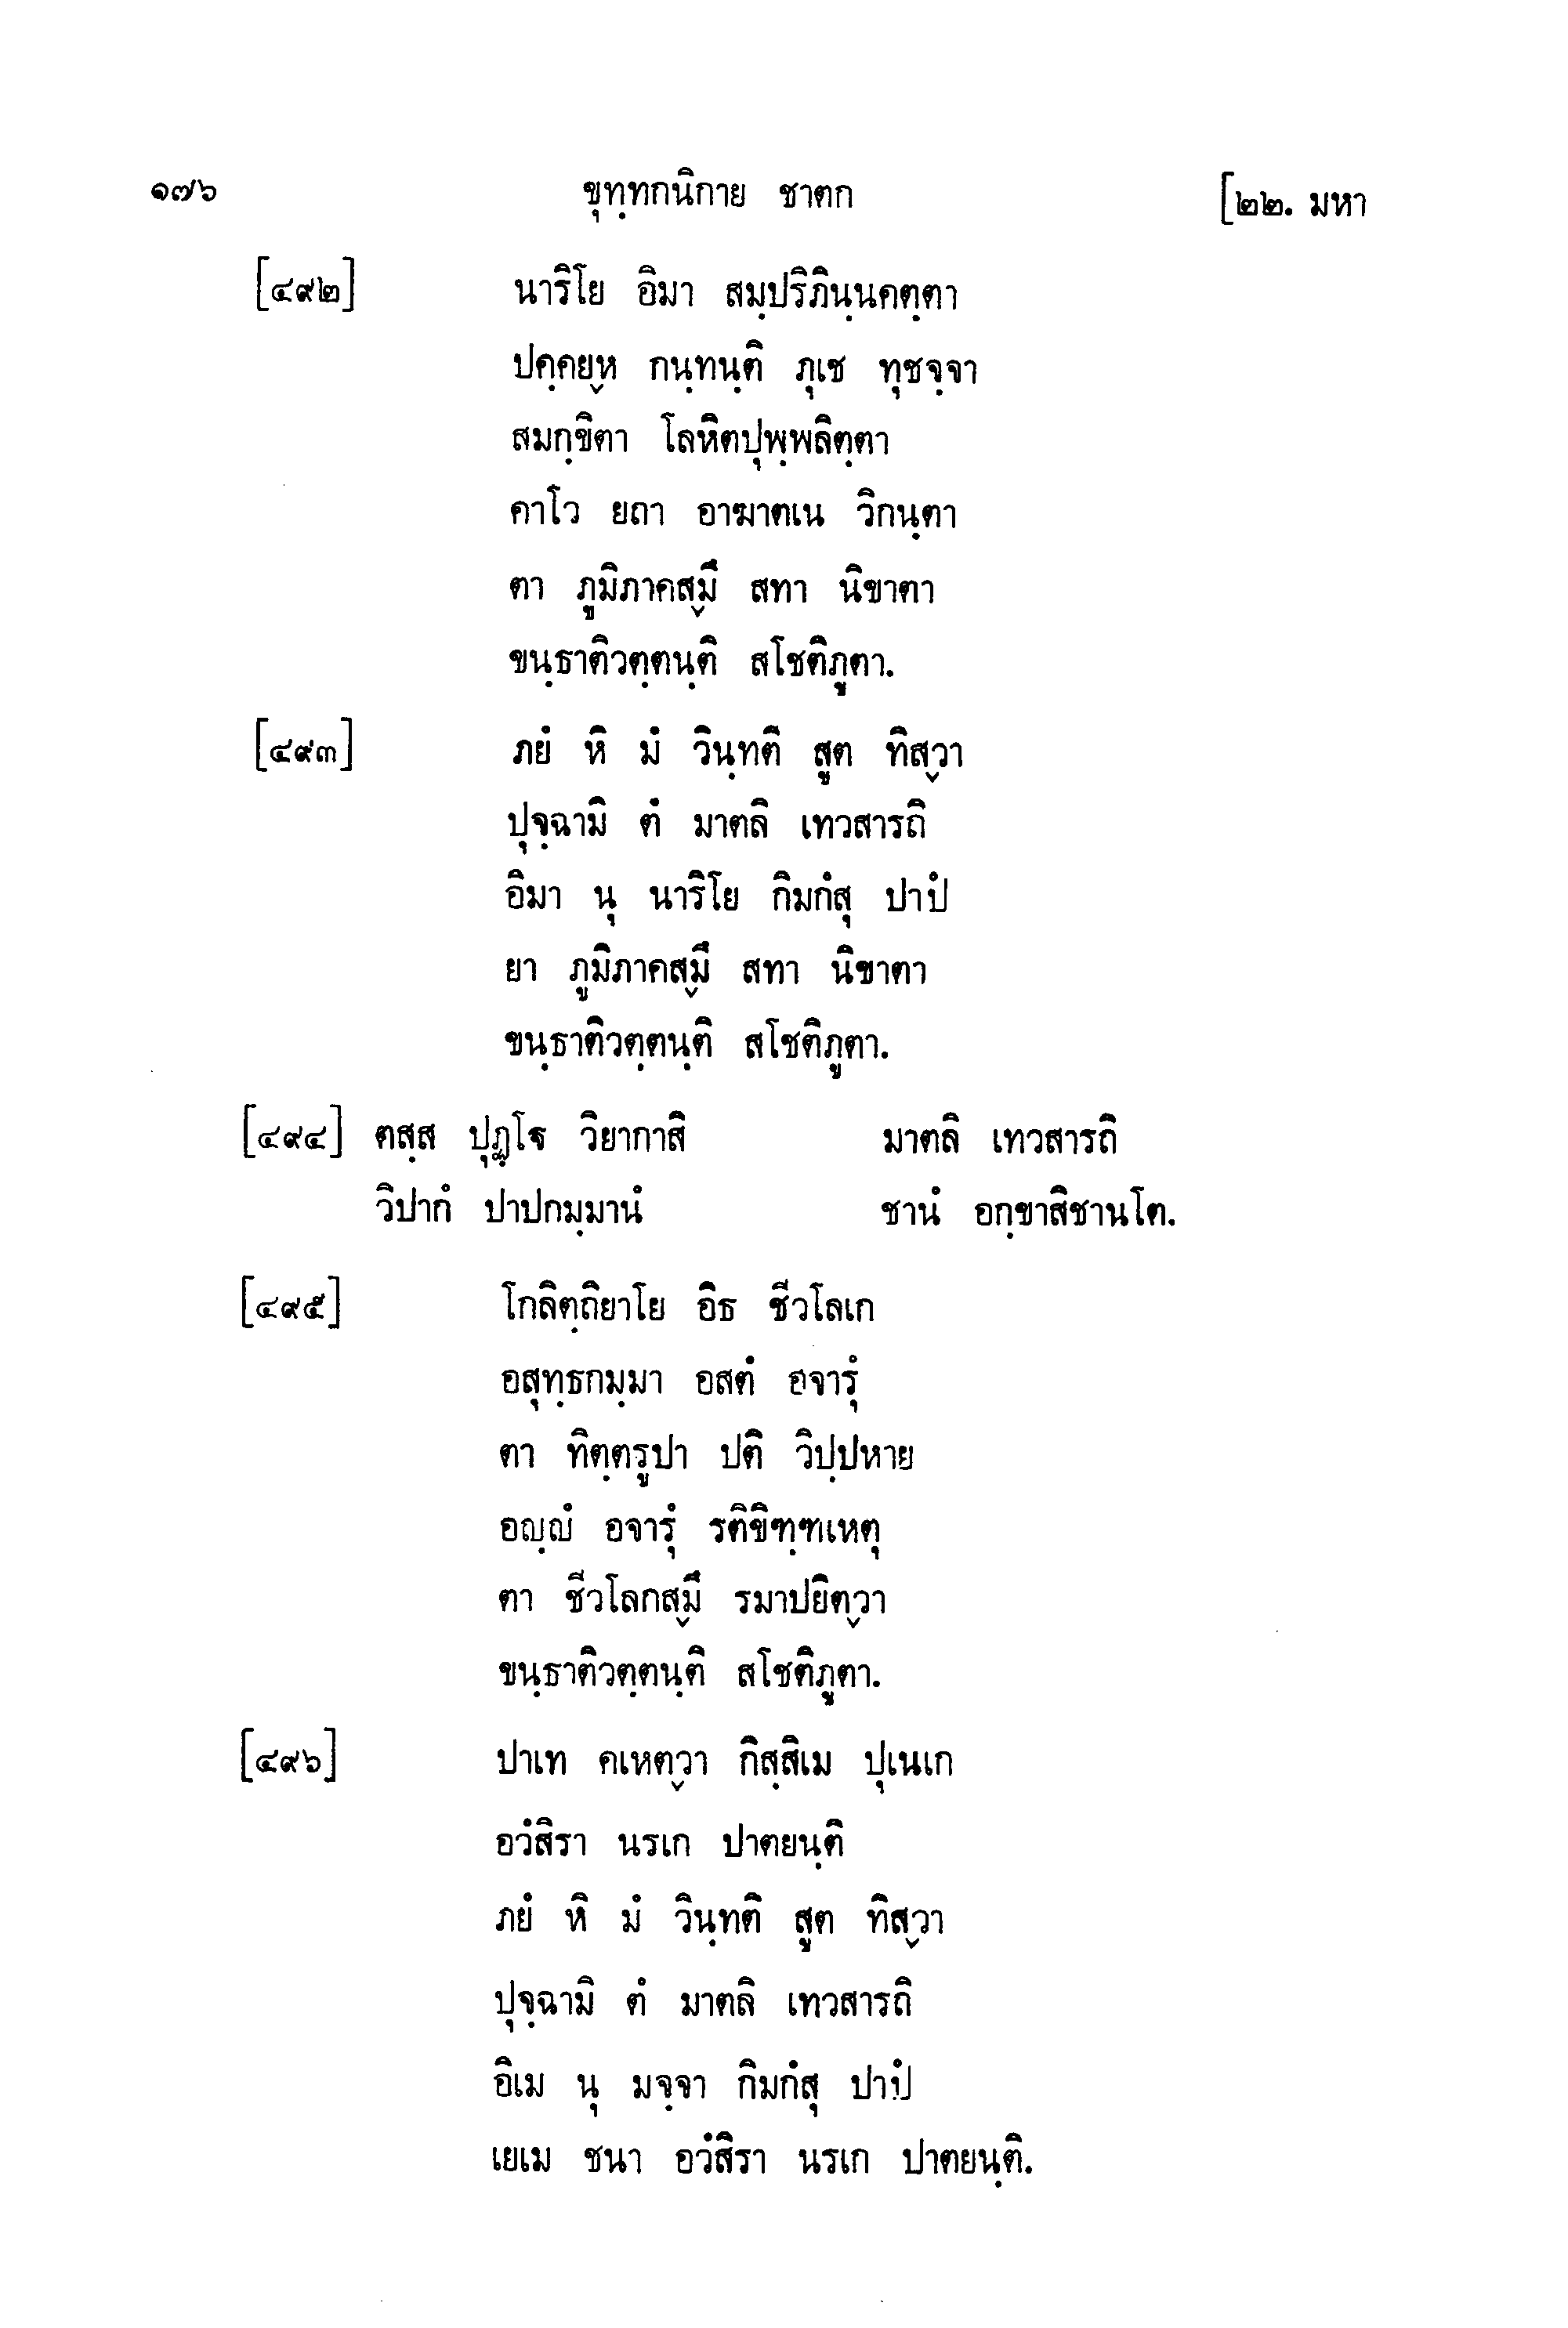 ๑๗๖ ขุทฺทกนิกาย ชาตก [๒๒. มหา
[๔๙๒] นาริโย อิมา สมฺปริภินฺนคตฺตา
ปคฺคยฺห กนฺทนฺติ ภุเช ทุชจฺจา
สมกฺขิตา โลหิตปุพฺพลิตฺตา
คาโว ยถา อาฆาตเน วิกนฺตา
ตา ภูมิภาคสฺมึ สทา นิขาตา
ขนฺธาติวตฺตนฺติ สโชติภูตา.
[๔๙๓] ภยํ หิ มํ วินฺทติ สูต ทิสฺวา
ปุจฺฉามิ ตํ มาตลิ เทวสารถิ
อิมา นุ นาริโย กิมกํสุ ปาปํ
ยา ภูมิภาคสฺมึ สทา นิขาตา
ขนฺธาติวตฺตนฺติ สโชติภูตา.
[๔๙๔] ตสฺส ปุฏฺโฐ วิยากาสิ มาตลิ เทวสารถิ
วิปากํ ปาปกมฺมานํ ชานํ อกฺขาสิชานโต.
[๔๙๕] โกลิตฺถิยาโย อิธ ชีวโลเก
อสุทฺธกมฺมา อสตํ อจารุํ
ตา ทิตฺตรูปา ปติ วิปฺปหาย
อญฺญํ อจารุํ รติขิฑฺฑเหตุ
ตา ชีวโลกสฺมึ รมาปยิตฺวา
ขนฺธาติวตฺตนฺติ สโชติภูตา.
[๔๙๖] ปาเท คเหตฺวา กิสฺสิเม ปุเนเก
อวํสิรา นรเก ปาตยนฺติ
ภยํ หิ มํ วินฺทติ สูต ทิสฺวา
ปุจฺฉามิ ตํ มาตลิ เทวสารถิ
อิเม นุ มจฺจา กิมกํสุ ปาปํ
เยเม ชนา อวํสิรา นรเก ปาตยนฺติ.